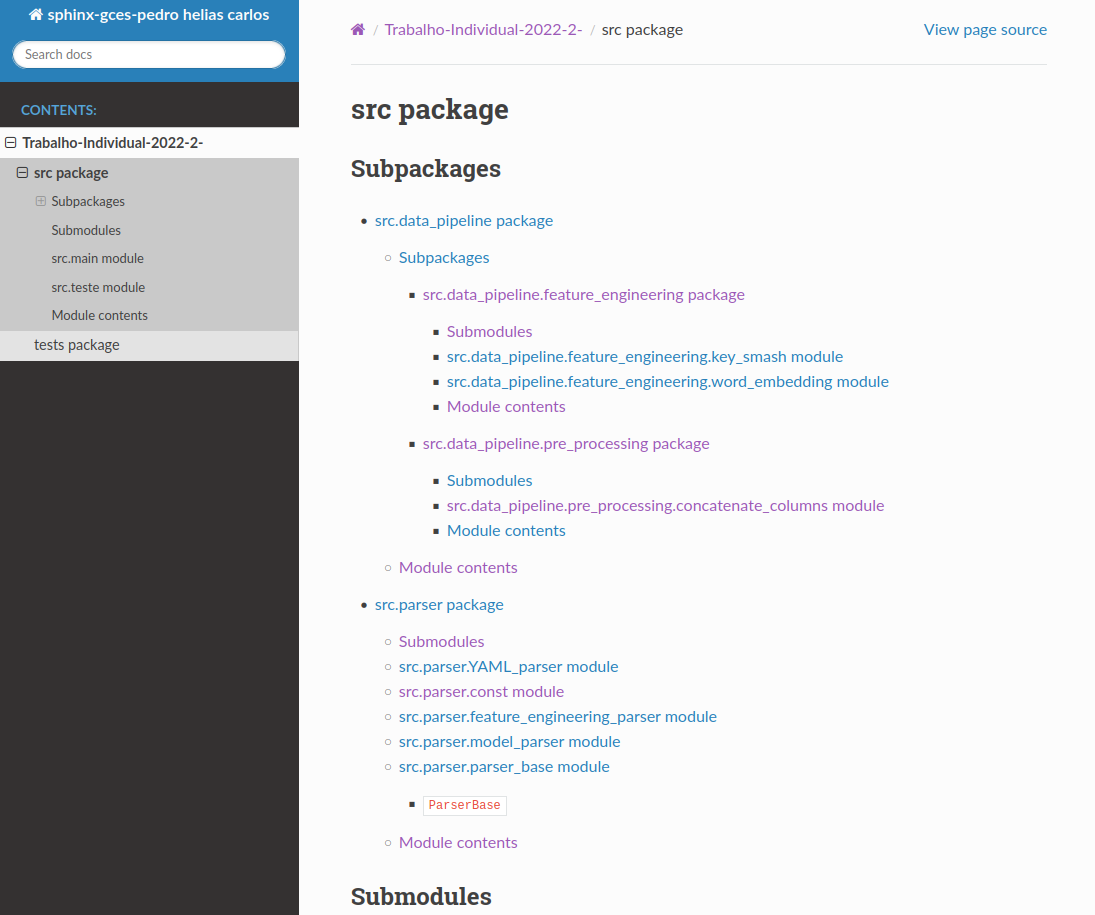 sphinx-gces-pedro helias carlos
Search docs
CONTENTS:
Trabalho-Individual-2022-2-
src package
Subpackages
Submodules
src.main module
src.teste module
Module contents
tests package
/ Trabalho-Individual-2022-2- / src package
View page source
src package
Subpackages
src.data_pipeline package
Subpackages
src.data_pipeline.feature_engineering package
Submodules
src.data_pipeline.feature_engineering.key_smash module
src.data_pipeline.feature_engineering.word_embedding module
Module contents
src.data_pipeline.pre_processing package
Submodules
src.data_pipeline.pre_processing.concatenate_columns module
Module contents
Module contents
src.parser package
Submodules
src.parser.YAML_parser module
src.parser.const module
src.parser.feature_engineering_parser module
src.parser.model_parser module
src.parser.parser_base module
ParserBase
Module contents
Submodules